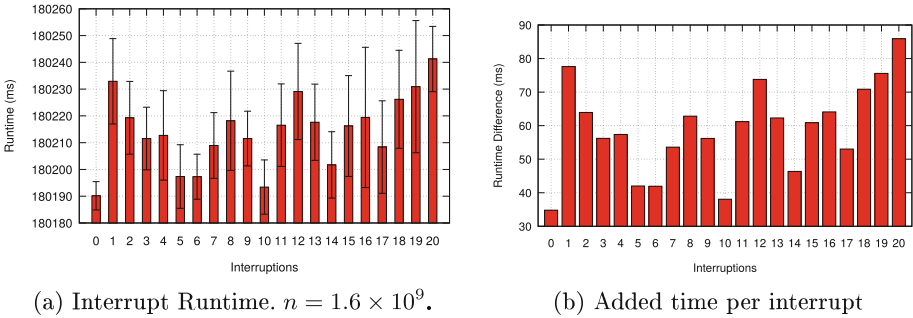 180260
180250
180240
180230
180220
180210
180200
180190
180180
Runtime (ms)
0 1 2 3 4 5 6 7 8 9 10 11 12 13 14 15 16 17 18 19 20
Interruptions
(a) Interrupt Runtime. n = 1.6 × 10⁹.
90
80
70
60
50
40
30
Runtime Difference (ms)
0 1 2 3 4 5 6 7 8 9 10 11 12 13 14 15 16 17 18 19 20
Interruptions
(b) Added time per interrupt